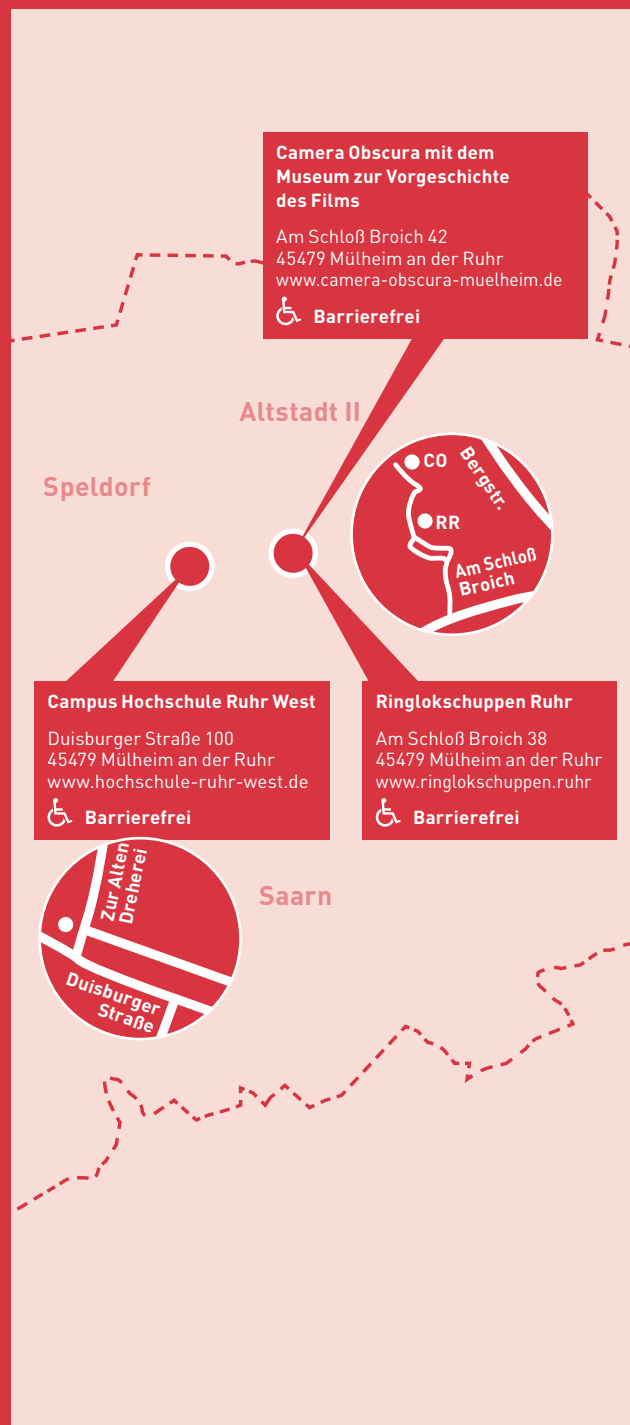 Camera Obscura mit dem
Museum zur Vorgeschichte
des Films
Am Schloß Broich 42
45479 Mülheim an der Ruhr
www.camera-obscura-muelheim.de
Barrierefrei
Altstadt II
Speldorf
CO
Bergstr.
RR
Am Schloß
Broich
Campus Hochschule Ruhr West
Duisburger Straße 100
45479 Mülheim an der Ruhr
www.hochschule-ruhr-west.de
Barrierefrei
Ringlokschuppen Ruhr
Am Schloß Broich 38
45479 Mülheim an der Ruhr
www.ringlokschuppen.ruhr
Barrierefrei
Zur Alten
Dreherei
Duisburger
Straße
Saarn